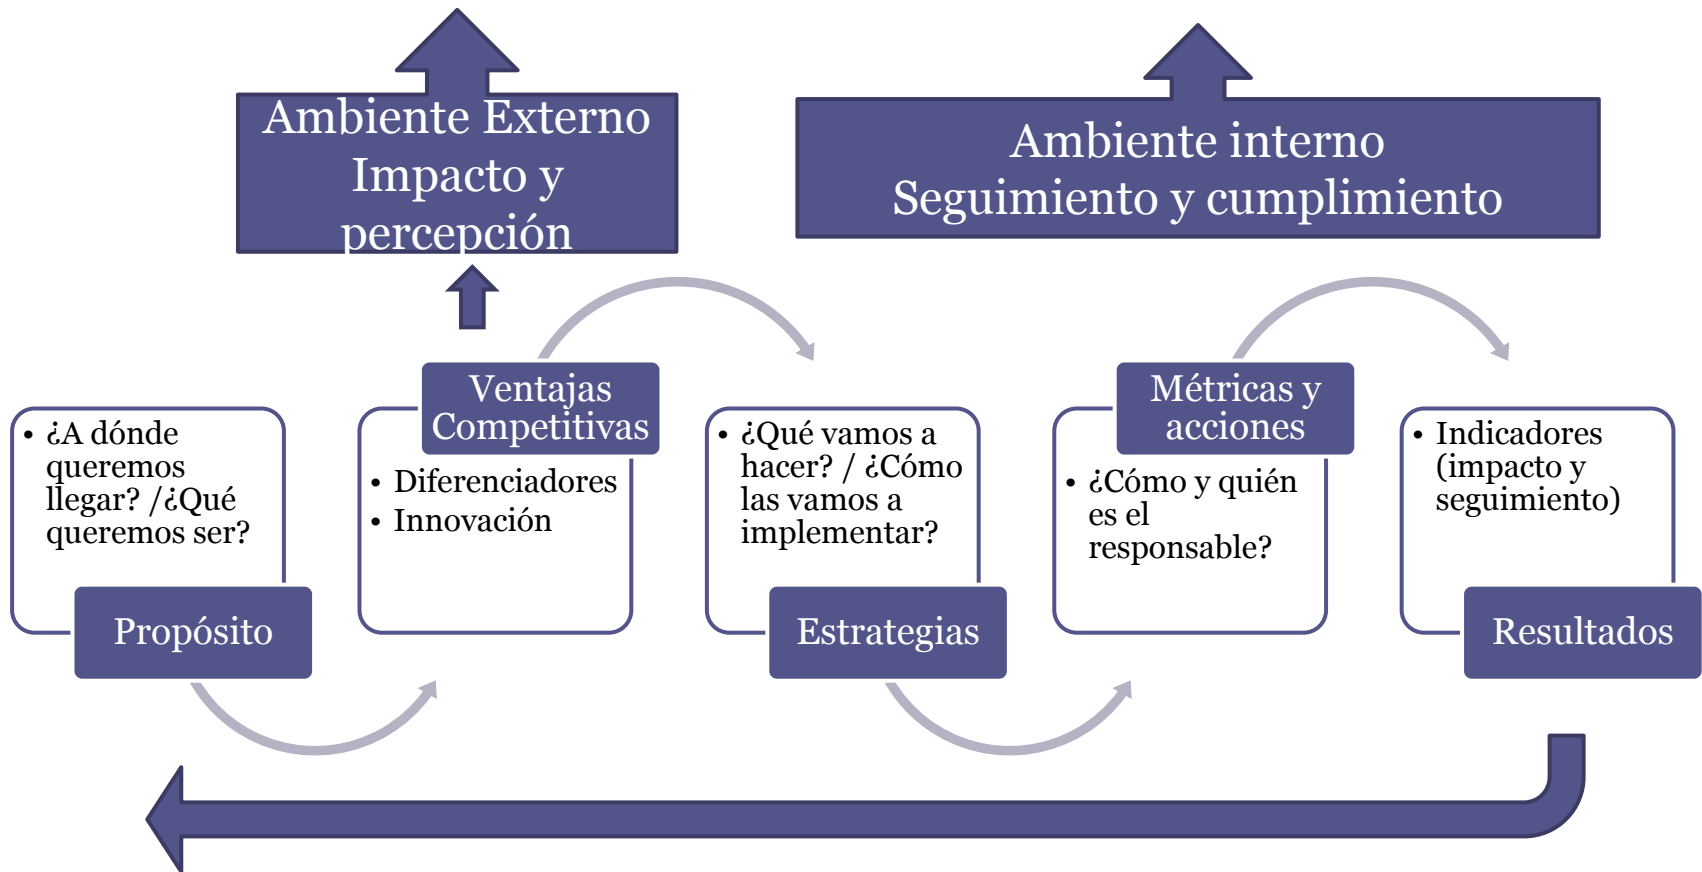 Ambiente Externo
Impacto y
percepción
Ambiente interno
Seguimiento y cumplimiento
• ¿A dónde
queremos
llegar? /¿Qué
queremos ser?
Propósito
Ventajas
Competitivas
• Diferenciadores
• Innovación
• ¿Qué vamos a
hacer? / ¿Cómo
las vamos a
implementar?
Estrategias
Métricas y
acciones
• ¿Cómo y quién
es el
responsable?
• Indicadores
(impacto y
seguimiento)
Resultados